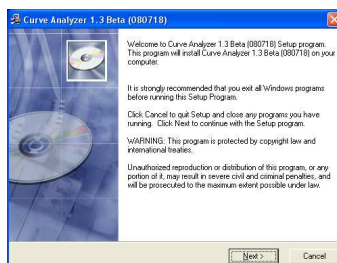 Curve Analyzer 1.3 Beta (080718)
Welcome to Curve Analyzer 1.3 Beta (080718) Setup program.
This program will install Curve Analyzer 1.3 Beta (080718) on your
computer.
It is strongly recommended that you exit all Windows programs
before running this Setup Program.
Click Cancel to quit Setup and close any programs you have
running. Click Next to continue with the Setup program.
WARNING: This program is protected by copyright law and
international treaties.
Unauthorized reproduction or distribution of this program, or any
portion of it, may result in severe civil and criminal penalties, and
will be prosecuted to the maximum extent possible under law.
Next >
Cancel